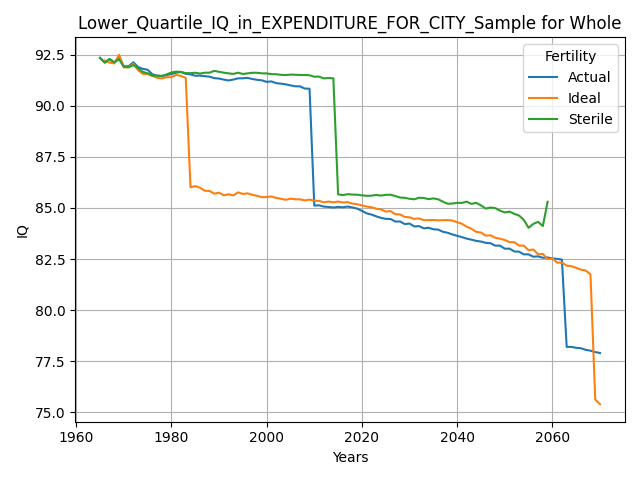 Lower_Quartile_IQ_in_EXPENDITURE_FOR_CITY_Sample for Whole
Fertility
Actual
Ideal
Sterile
IQ
92.5
90.0
87.5
85.0
82.5
80.0
77.5
75.0
1960 1980 2000 2020 2040 2060
Years